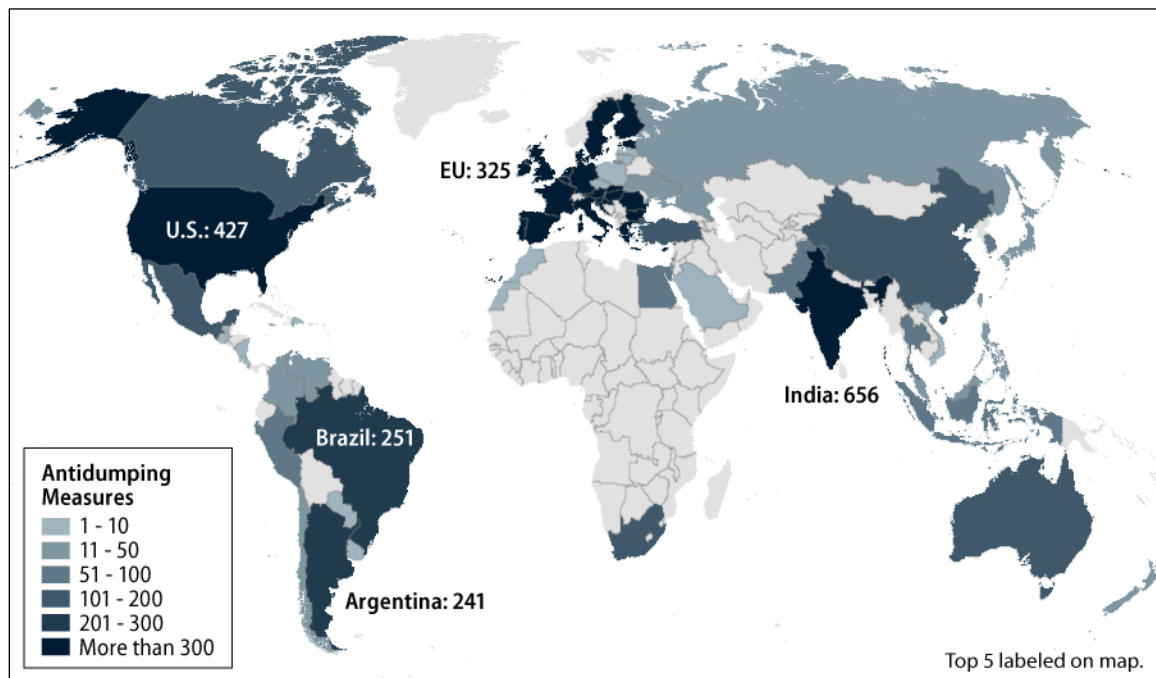 EU: 325
U.S.: 427
India: 656
Brazil: 251
Argentina: 241
Antidumping
Measures
1 - 10
11 - 50
51 - 100
101 - 200
201 - 300
More than 300
Top 5 labeled on map.